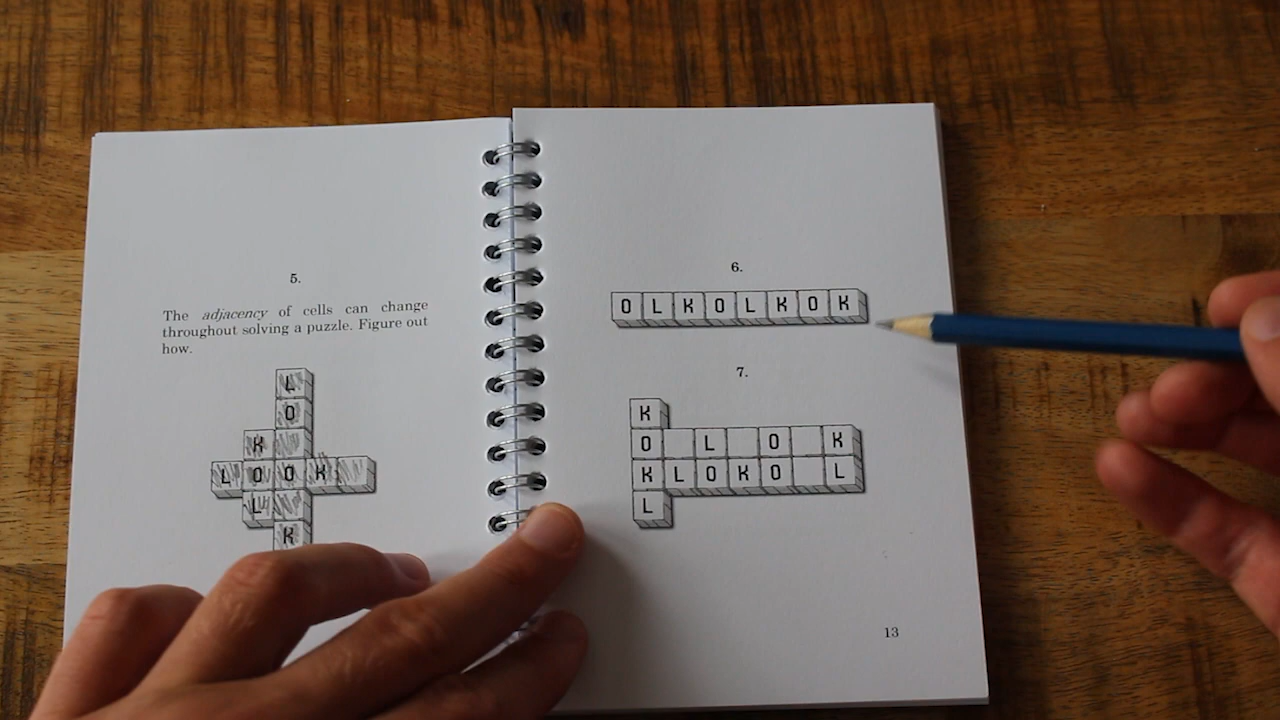 5.
The adjacency of cells can change
throughout solving a puzzle. Figure out
how.
L
O
K
L O O K
L
K
6.
O L K O L K O K
7.
K
O L O K
K L O K O L
L
13